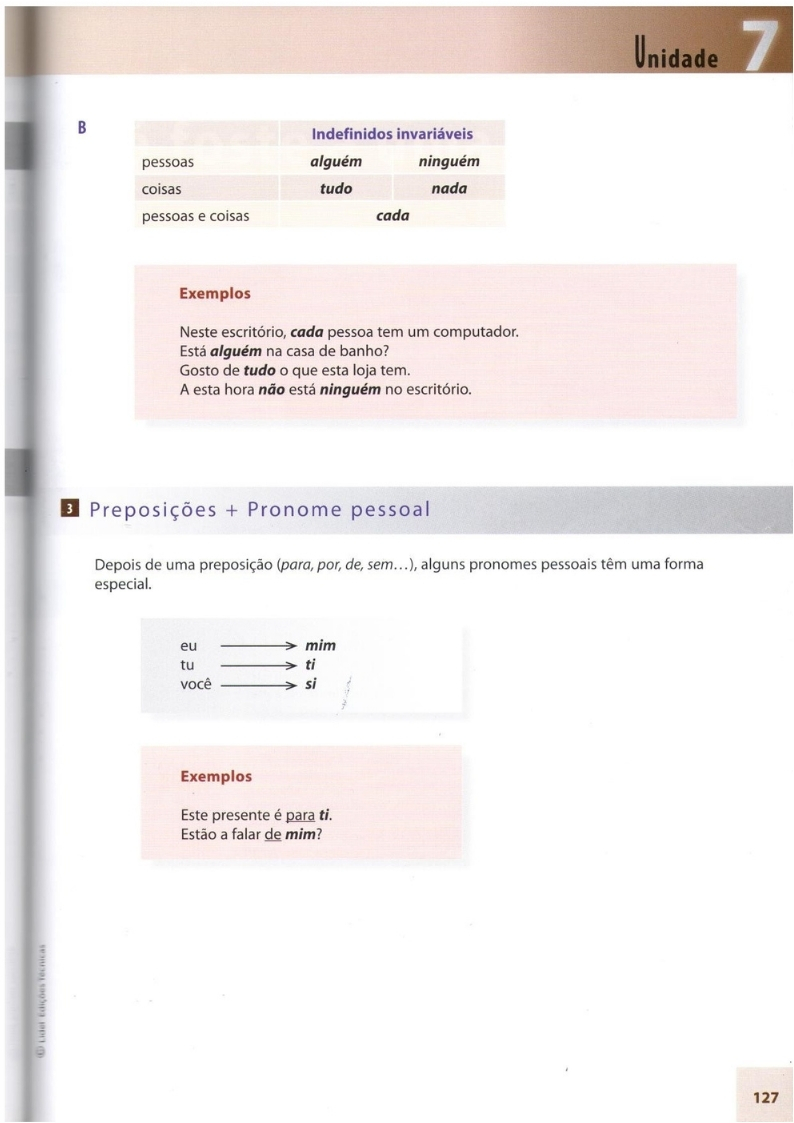 Unidade 7
B
Indefinidos invariáveis
pessoas alguém ninguém
coisas tudo nada
pessoas e coisas cada
Exemplos
Neste escritório, cada pessoa tem um computador.
Está alguém na casa de banho?
Gosto de tudo o que esta loja tem.
A esta hora não está ninguém no escritório.
3 Preposições + Pronome pessoal
Depois de uma preposição (para, por, de, sem...), alguns pronomes pessoais têm uma forma
especial.
eu → mim
tu → ti
você → si
Exemplos
Este presente é para ti.
Estão a falar de mim?
© Lidel Edições Técnicas
127